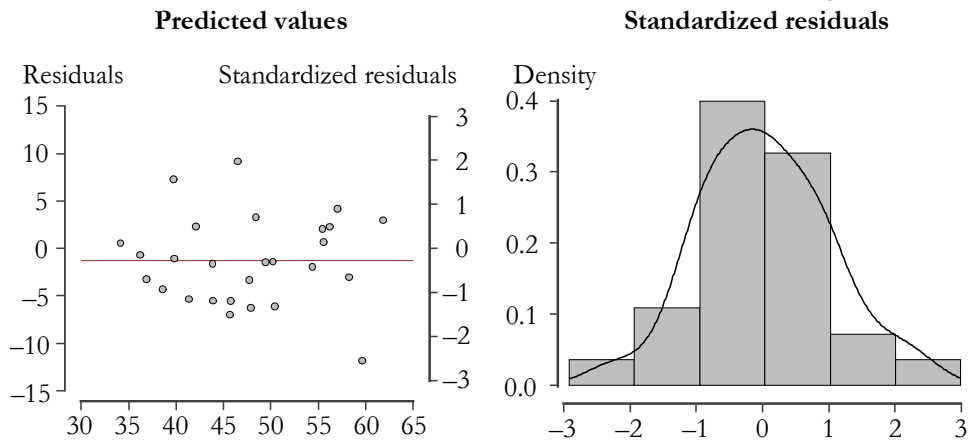 Predicted values
Residuals
Standardized residuals
15
10
5
0
–5
–10
–15
3
2
1
0
–1
–2
–3
30 35 40 45 50 55 60 65
Standardized residuals
Density
0.4
0.3
0.2
0.1
0.0
–3 –2 –1 0 1 2 3